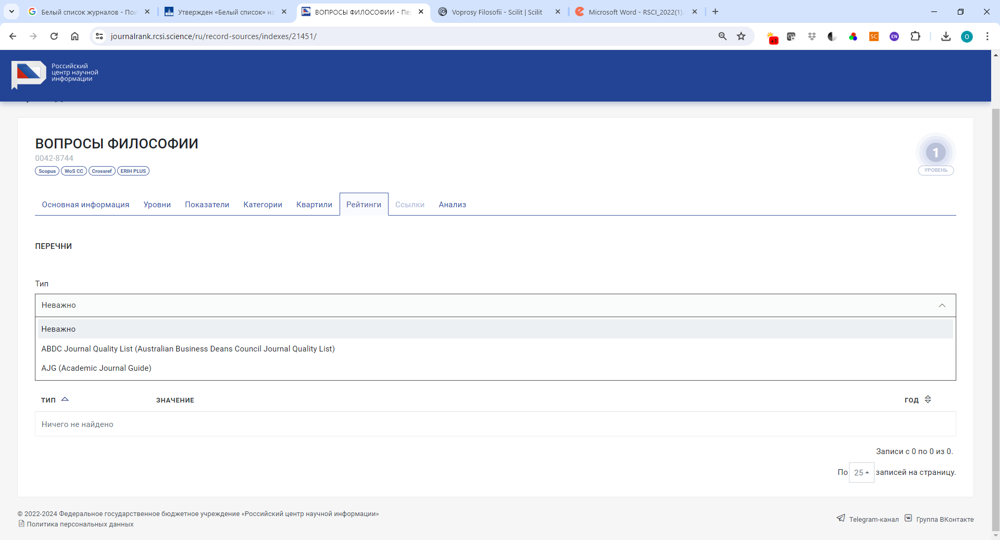 Белый список журналов - Пои
Утвержден «Белый список» на
ВОПРОСЫ ФИЛОСОФИИ - Пе
Voprosy Filosofii - Scilit | Scilit
Microsoft Word - RSCI_2022(1).
journalrank.rcsi.science/ru/record-sources/indexes/21451/
+1
SC
EN
O
Российский
центр научной
информации
ВОПРОСЫ ФИЛОСОФИИ
0042-8744
Scopus WoS CC Crossref ERIH PLUS
1
УРОВЕНЬ
Основная информация Уровни Показатели Категории Квартили Рейтинги Ссылки Анализ
ПЕРЕЧНИ
Тип
Неважно
Неважно
ABDC Journal Quality List (Australian Business Deans Council Journal Quality List)
AJG (Academic Journal Guide)
ТИП ЗНАЧЕНИЕ ГОД
Ничего не найдено
Записи с 0 по 0 из 0.
По 25 записей на страницу.
© 2022-2024 Федеральное государственное бюджетное учреждение «Российский центр научной информации»
Политика персональных данных
Telegram-канал Группа ВКонтакте